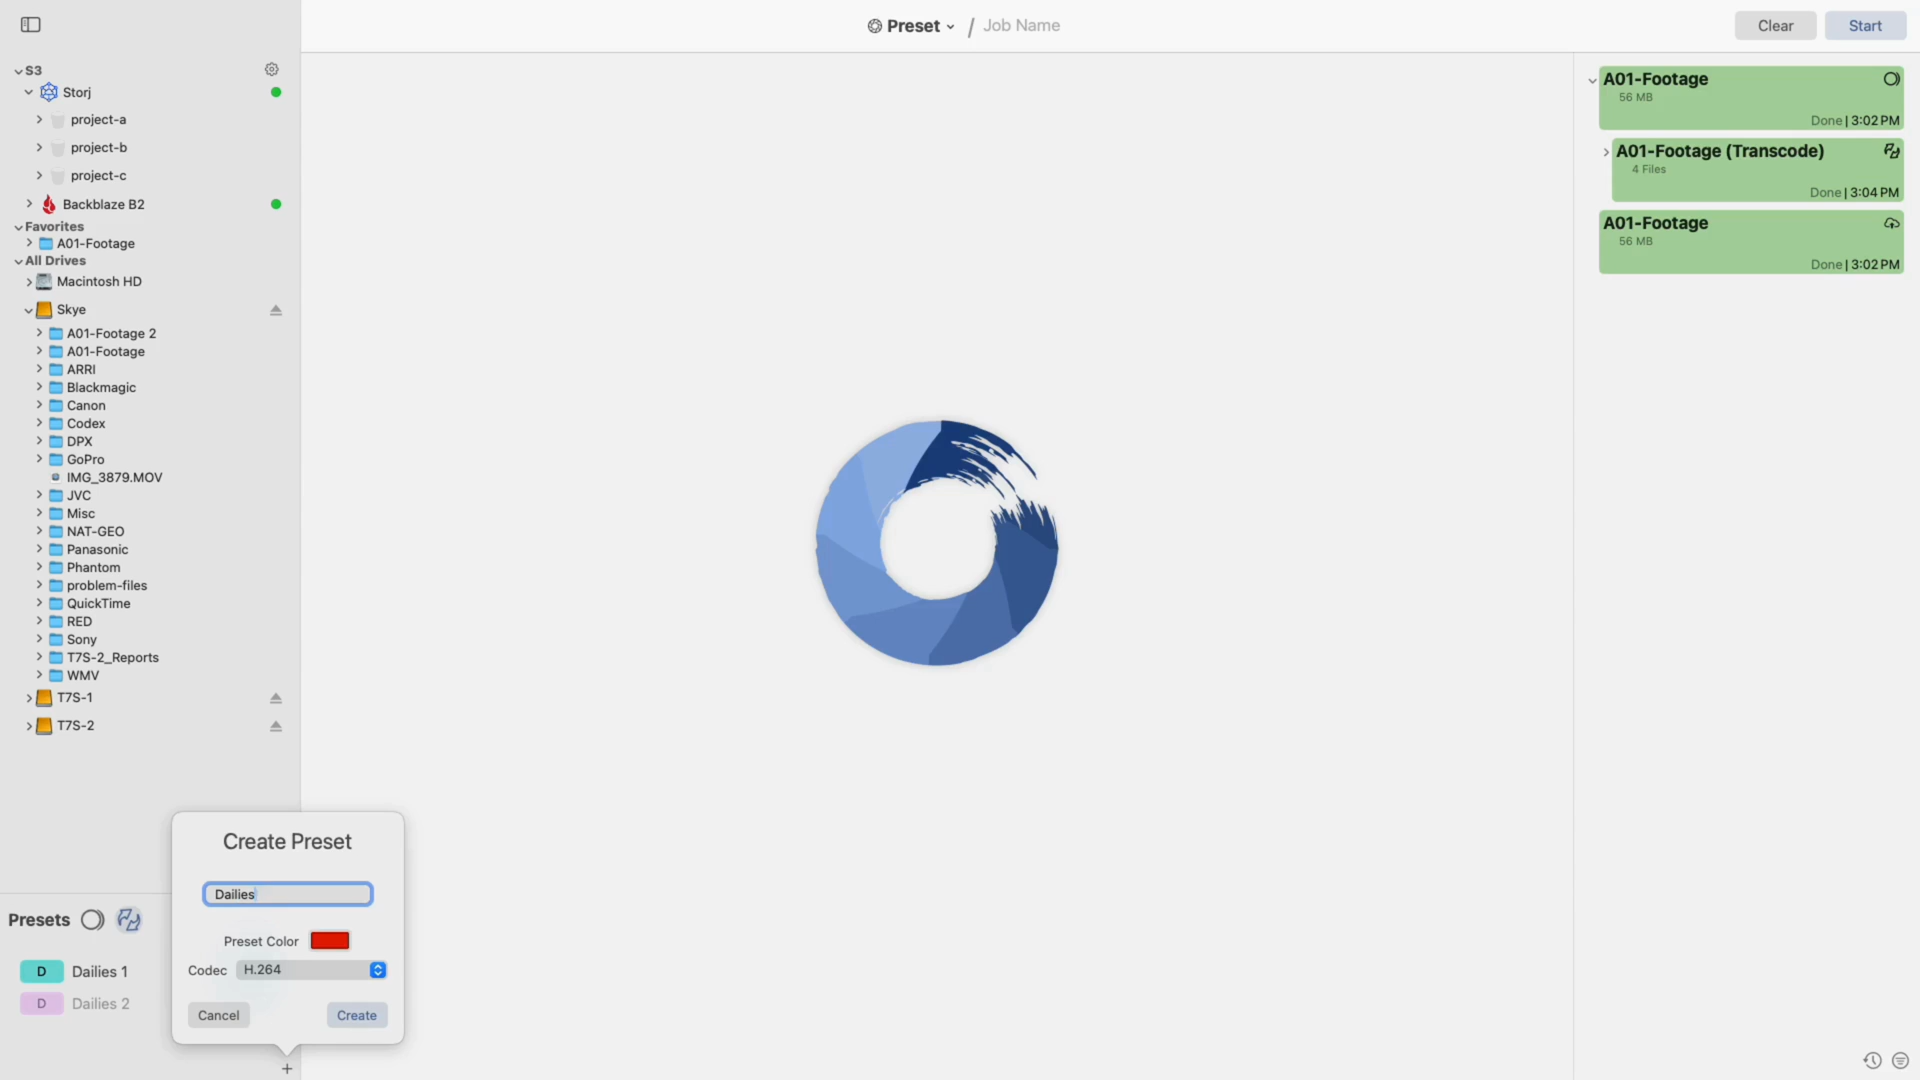 Preset / Job Name
Clear
Start
S3
Storj
project-a
project-b
project-c
Backblaze B2
Favorites
A01-Footage
All Drives
Macintosh HD
Skye
A01-Footage 2
A01-Footage
ARRI
Blackmagic
Canon
Codex
DPX
GoPro
IMG_3879.MOV
JVC
Misc
NAT-GEO
Panasonic
Phantom
problem-files
QuickTime
RED
Sony
T7S-2_Reports
WMV
T7S-1
T7S-2
Presets
D Dailies 1
D Dailies 2
Create Preset
Dailies
Preset Color
Codec H.264
Cancel
Create
+
A01-Footage
56 MB
Done | 3:02 PM
A01-Footage (Transcode)
4 Files
Done | 3:04 PM
A01-Footage
56 MB
Done | 3:02 PM